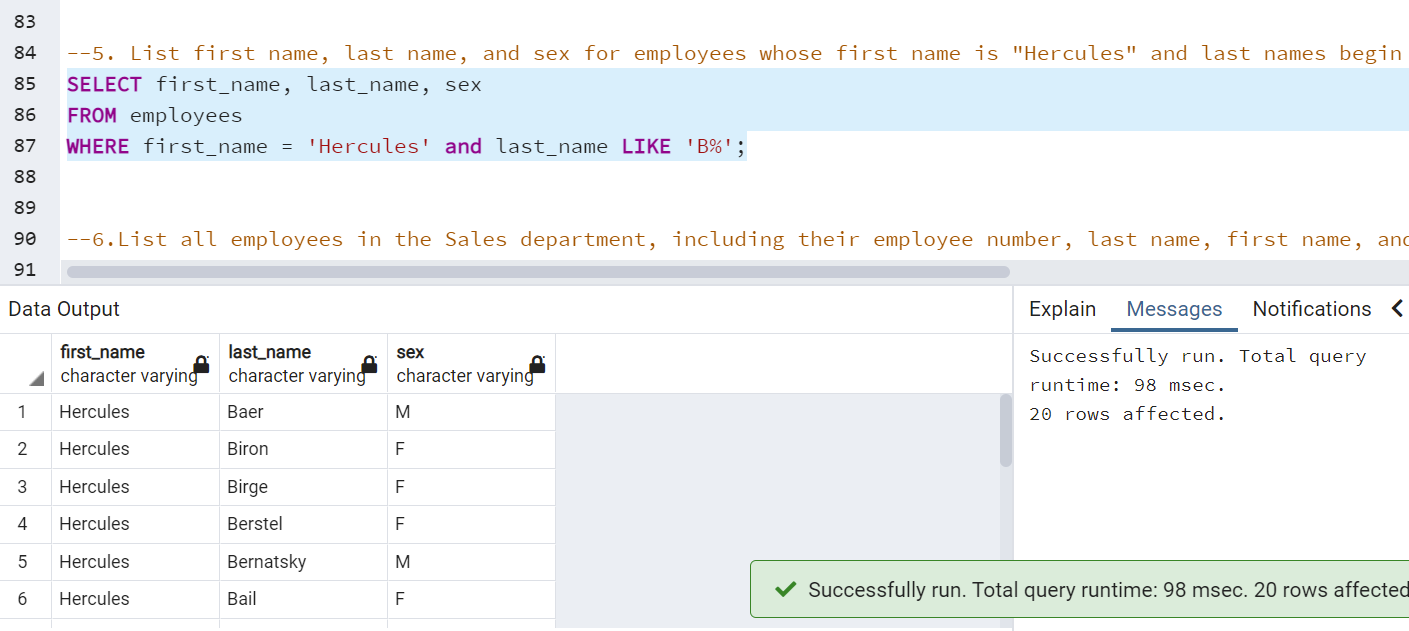 83
84 --5. List first name, last name, and sex for employees whose first name is "Hercules" and last names begin
85 SELECT first_name, last_name, sex
86 FROM employees
87 WHERE first_name = 'Hercules' and last_name LIKE 'B%';
88
89
90 --6.List all employees in the Sales department, including their employee number, last name, first name, and
91
Data Output
Explain Messages Notifications
first_name last_name sex
character varying character varying character varying
Successfully run. Total query
runtime: 98 msec.
20 rows affected.
1 Hercules Baer M
2 Hercules Biron F
3 Hercules Birge F
4 Hercules Berstel F
5 Hercules Bernatsky M
6 Hercules Bail F
Successfully run. Total query runtime: 98 msec. 20 rows affected